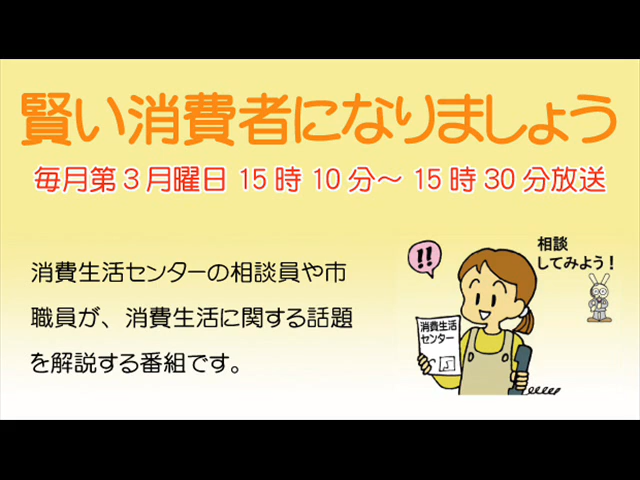 賢い消費者になりましょう
毎月第3月曜日 15時10分～15時30分放送
消費生活センターの相談員や市
職員が、消費生活に関する話題
を解説する番組です。
!!
相談
してみよう!
消費生活
センター